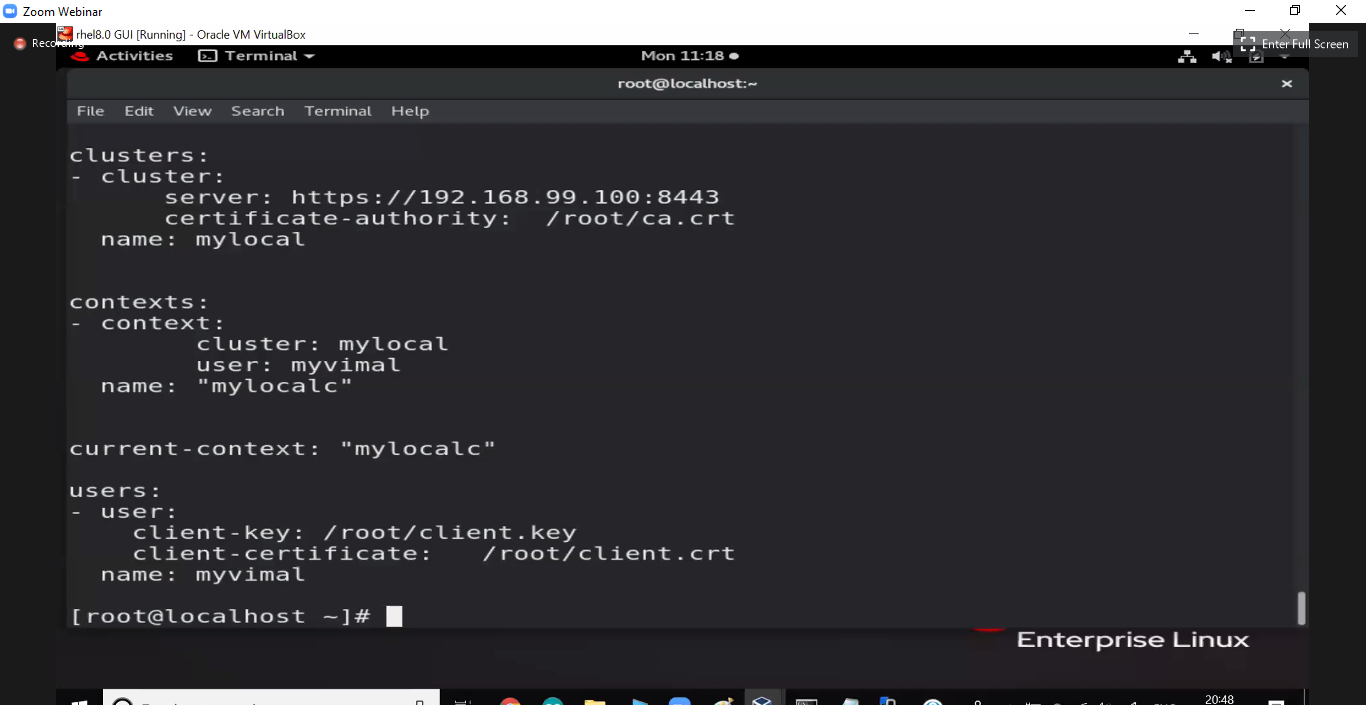 Zoom Webinar
rhel8.0 GUI [Running] - Oracle VM VirtualBox
Recording
Enter Full Screen
Activities Terminal Mon 11:18
root@localhost:~
File Edit View Search Terminal Help
clusters:
- cluster:
server: https://192.168.99.100:8443
certificate-authority: /root/ca.crt
name: mylocal
contexts:
- context:
cluster: mylocal
user: myvimal
name: "mylocalc"
current-context: "mylocalc"
users:
- user:
client-key: /root/client.key
client-certificate: /root/client.crt
name: myvimal
[root@localhost ~]#
Enterprise Linux
20:48